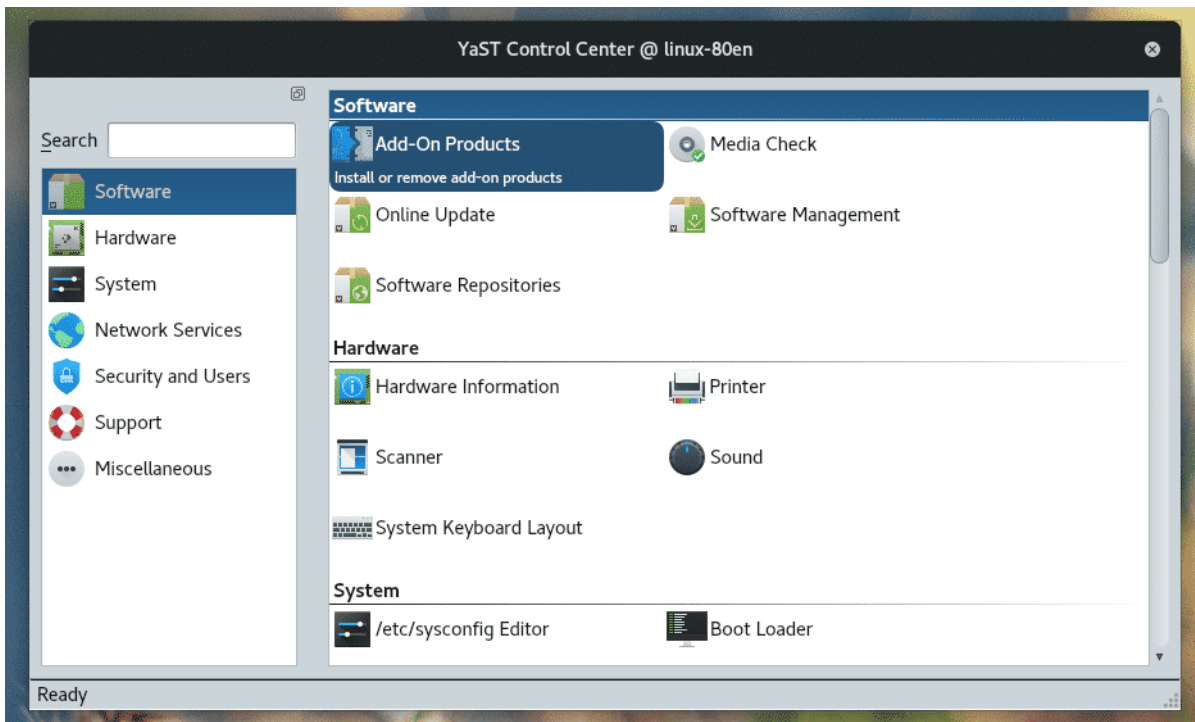 YaST Control Center @ linux-80en
Search
Software
Hardware
System
Network Services
Security and Users
Support
Miscellaneous
Software
Add-On Products
Install or remove add-on products
Media Check
Online Update
Software Management
Software Repositories
Hardware
Hardware Information
Printer
Scanner
Sound
System Keyboard Layout
System
/etc/sysconfig Editor
Boot Loader
Ready